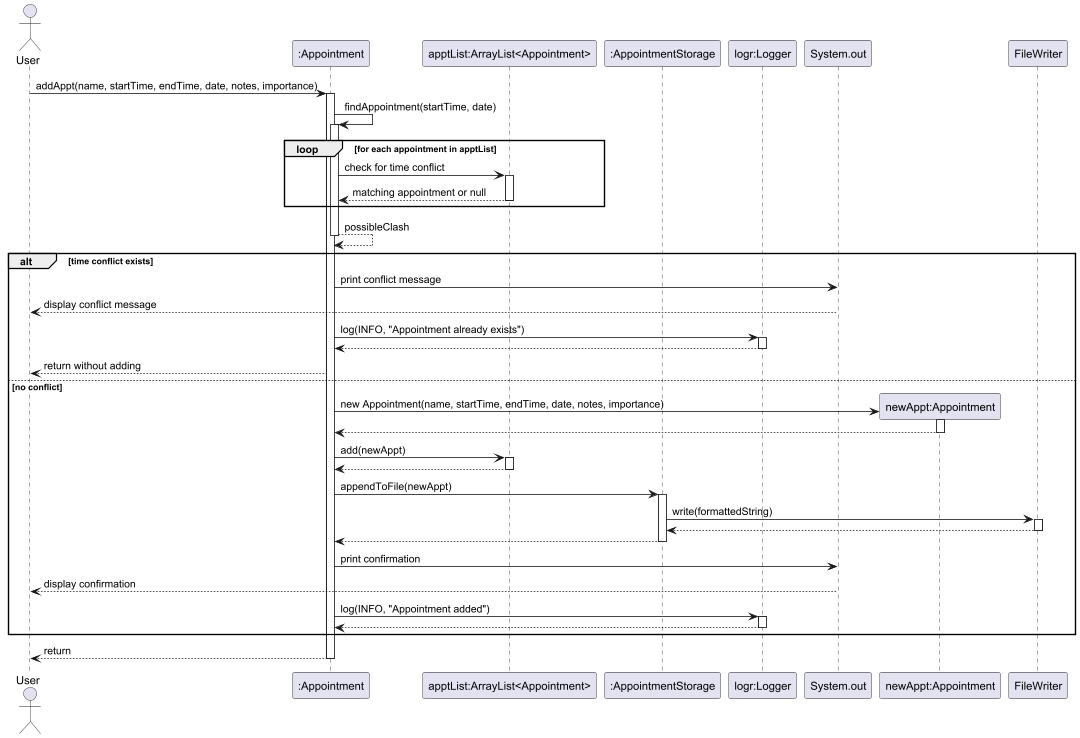 User
:Appointment
apptList:ArrayList<Appointment>
:AppointmentStorage
logr:Logger
System.out
FileWriter
addAppt(name, startTime, endTime, date, notes, importance)
findAppointment(startTime, date)
loop
[for each appointment in apptList]
check for time conflict
matching appointment or null
possibleClash
alt
[time conflict exists]
print conflict message
display conflict message
log(INFO, "Appointment already exists")
return without adding
[no conflict]
new Appointment(name, startTime, endTime, date, notes, importance)
newAppt:Appointment
add(newAppt)
appendToFile(newAppt)
write(formattedString)
print confirmation
display confirmation
log(INFO, "Appointment added")
return
User
:Appointment
apptList:ArrayList<Appointment>
:AppointmentStorage
logr:Logger
System.out
newAppt:Appointment
FileWriter